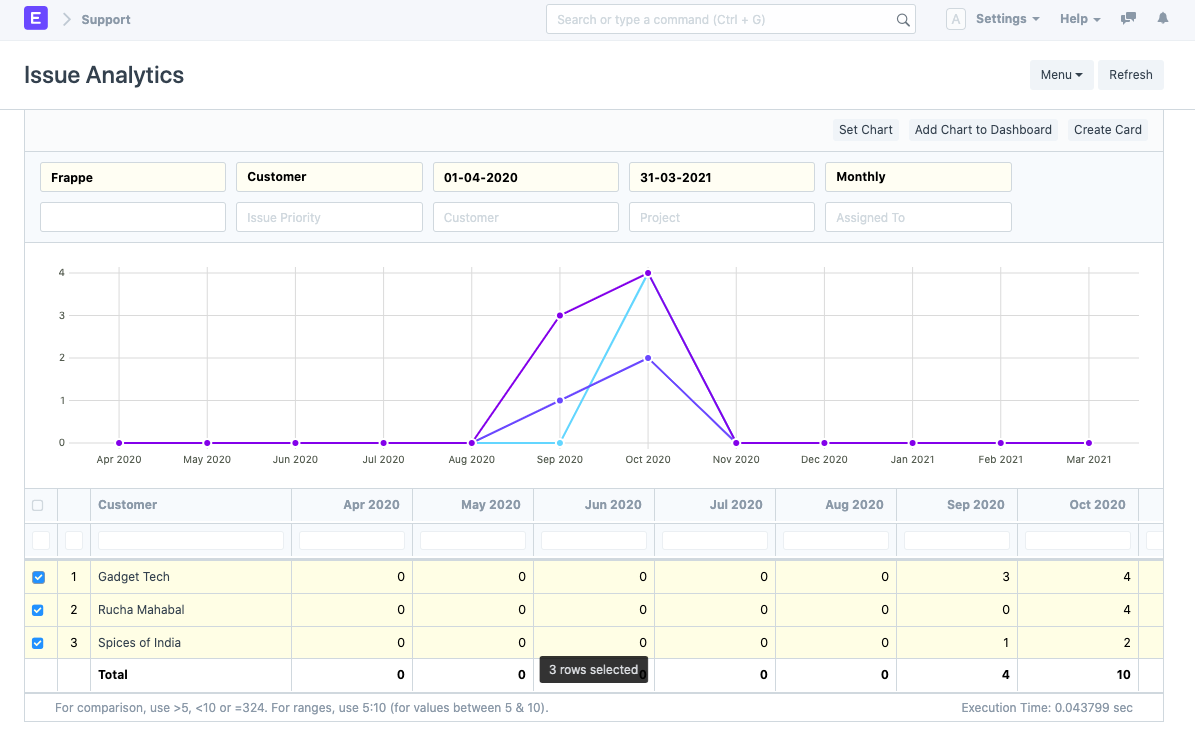 E Support Search or type a command (Ctrl + G) A Settings Help
Issue Analytics Menu Refresh
Set Chart Add Chart to Dashboard Create Card
Frappe Customer 01-04-2020 31-03-2021 Monthly
Issue Priority Customer Project Assigned To
4
3
2
1
0
Apr 2020 May 2020 Jun 2020 Jul 2020 Aug 2020 Sep 2020 Oct 2020 Nov 2020 Dec 2020 Jan 2021 Feb 2021 Mar 2021
Customer Apr 2020 May 2020 Jun 2020 Jul 2020 Aug 2020 Sep 2020 Oct 2020
1 Gadget Tech 0 0 0 0 0 3 4
2 Rucha Mahabal 0 0 0 0 0 0 4
3 Spices of India 0 0 0 0 0 1 2
3 rows selected
Total 0 0 0 0 0 4 10
For comparison, use >5, <10 or =324. For ranges, use 5:10 (for values between 5 & 10). Execution Time: 0.043799 sec